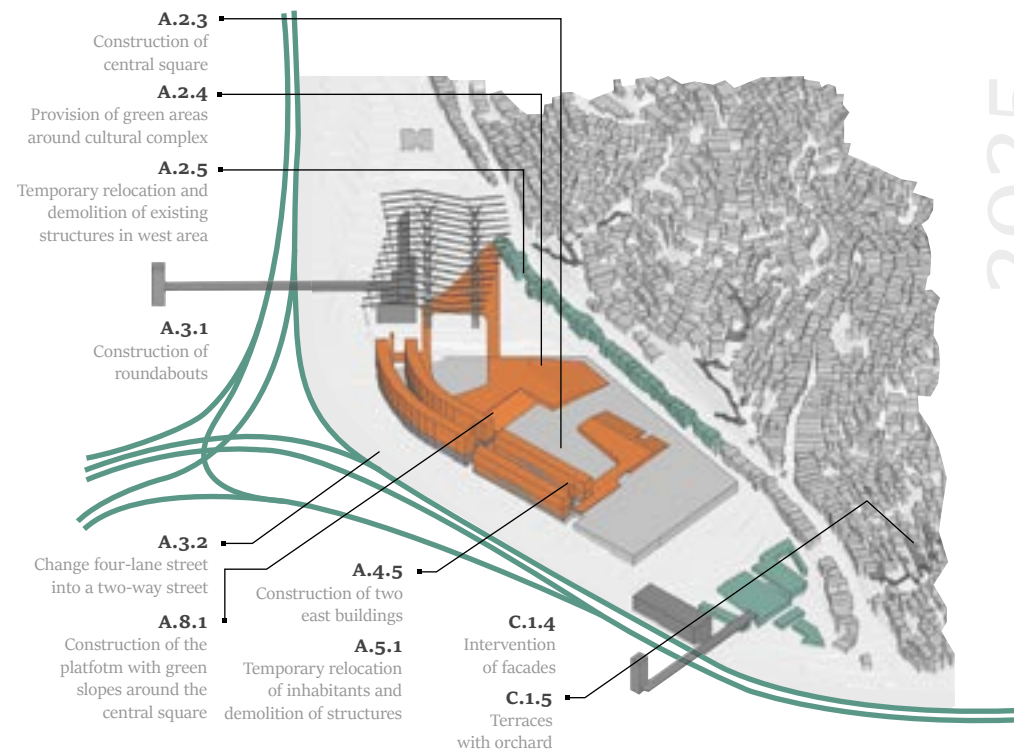 A.2.3
Construction of
central square
A.2.4
Provision of green areas
around cultural complex
A.2.5
Temporary relocation and
demolition of existing
structures in west area
A.3.1
Construction of
roundabouts
A.3.2
Change four-lane street
into a two-way street
A.8.1
Construction of the
platfotm with green
slopes around the
central square
A.4.5
Construction of two
east buildings
A.5.1
Temporary relocation
of inhabitants and
demolition of structures
C.1.4
Intervention
of facades
C.1.5
Terraces
with orchard
2025